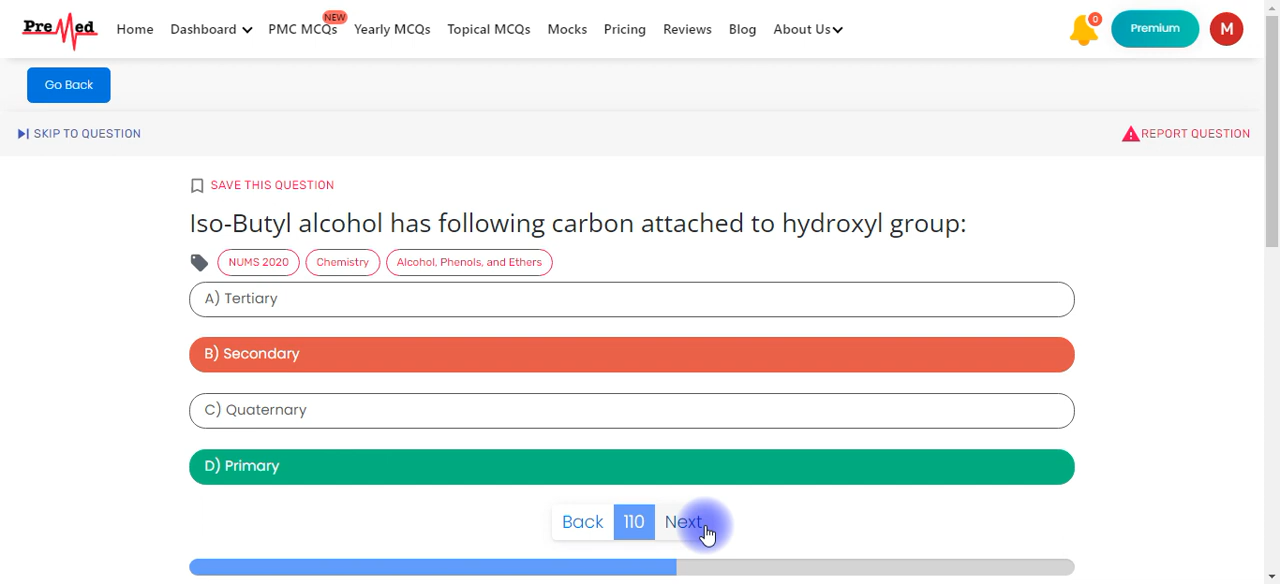 PreMed Home Dashboard PMC MCQs NEW Yearly MCQs Topical MCQs Mocks Pricing Reviews Blog About Us 0 Premium M
Go Back
SKIP TO QUESTION REPORT QUESTION
SAVE THIS QUESTION
Iso-Butyl alcohol has following carbon attached to hydroxyl group:
NUMS 2020 Chemistry Alcohol, Phenols, and Ethers
A) Tertiary
B) Secondary
C) Quaternary
D) Primary
Back 110 Next